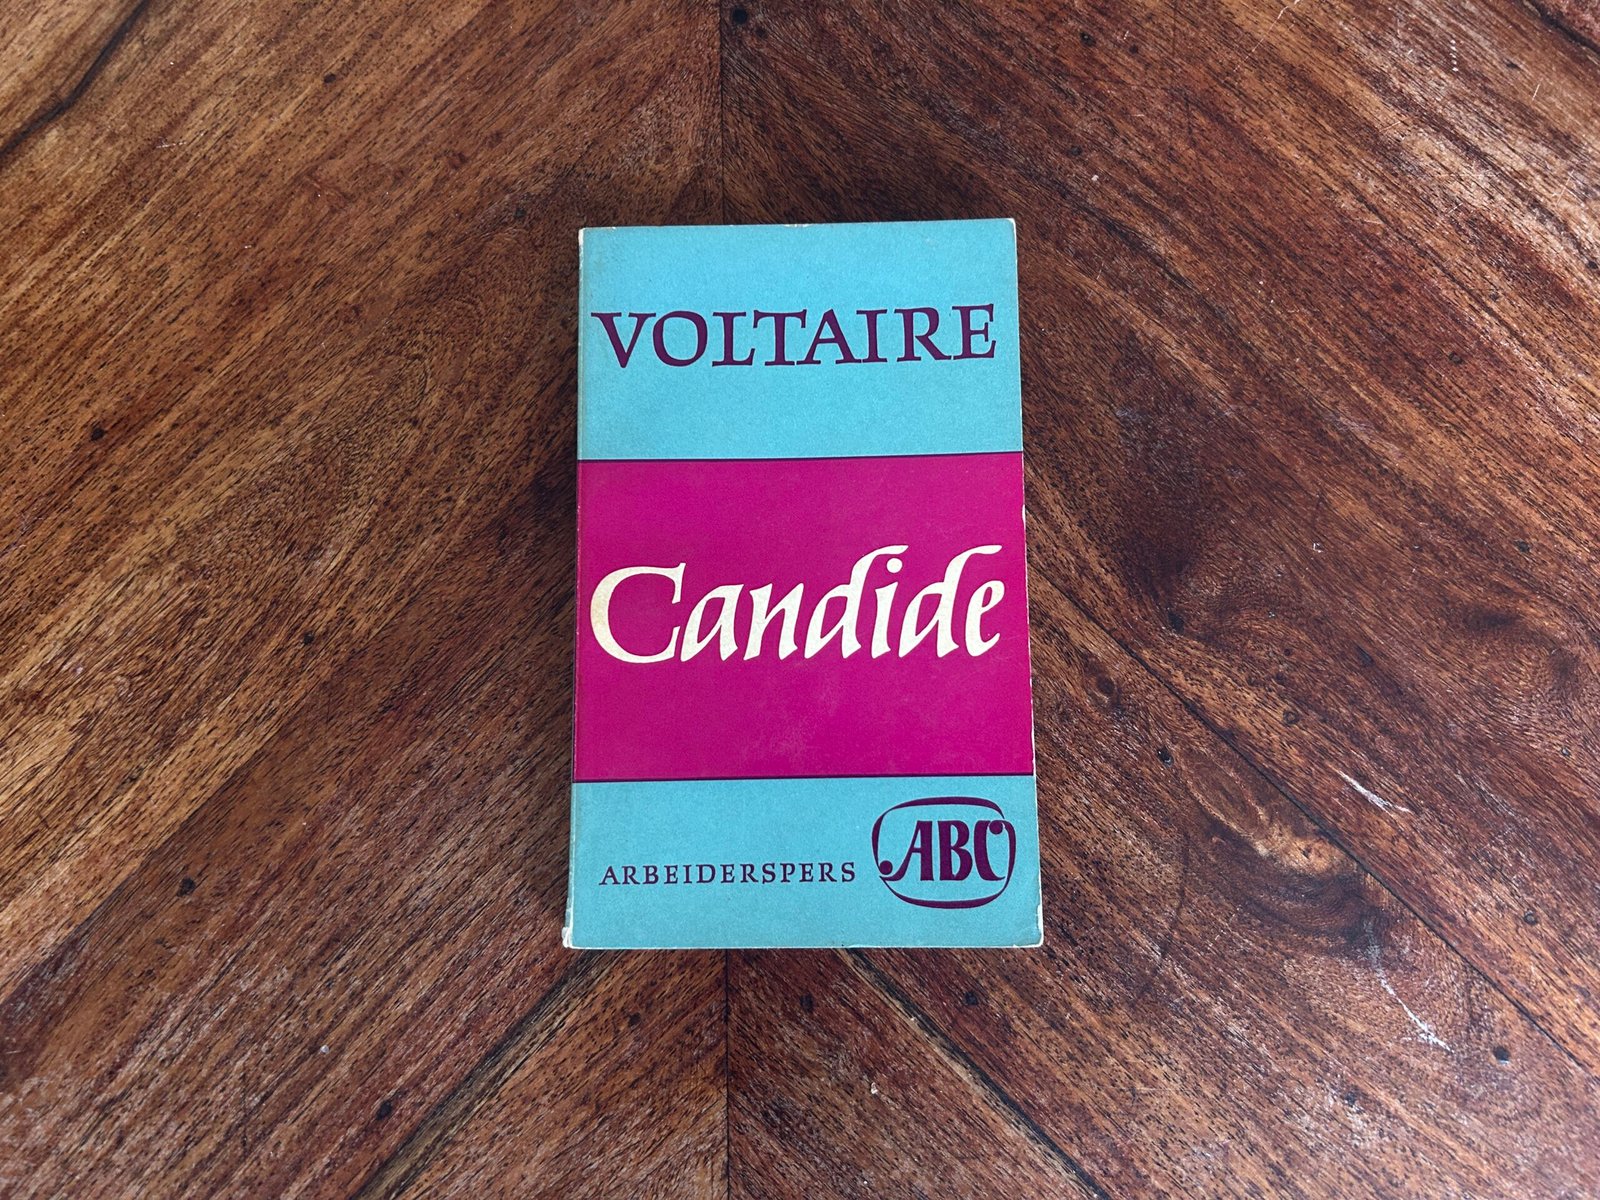 VOLTAIRE
Candide
ARBEIDERSPERS
ABC